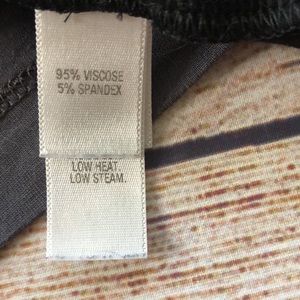 95% VISCOSE
5% SPANDEX
LOW HEAT
LOW STEAM.